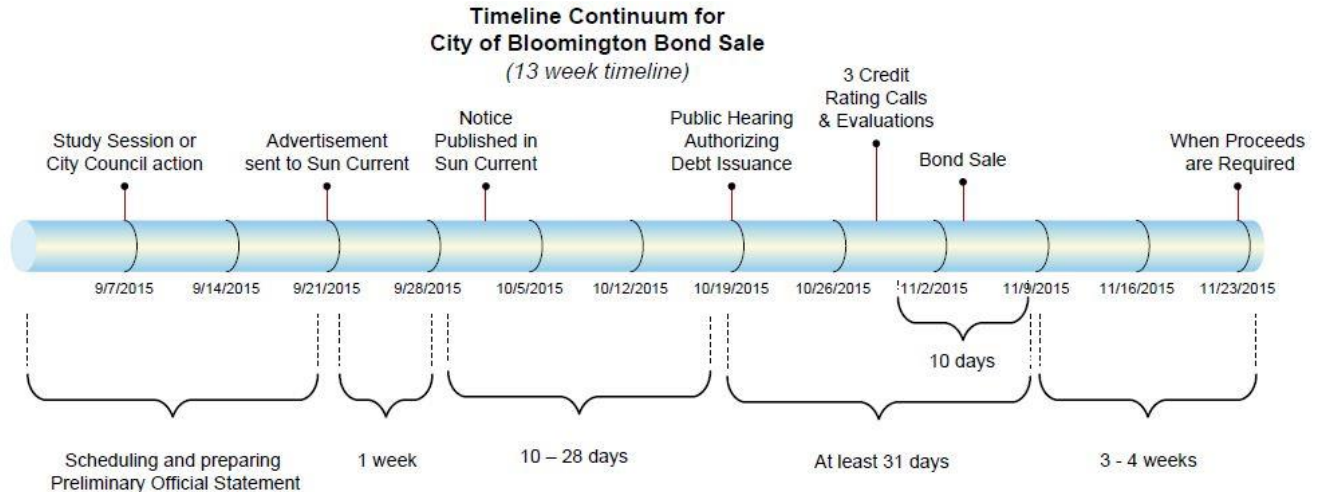 Timeline Continuum for
City of Bloomington Bond Sale
(13 week timeline)
Study Session or
City Council action
Advertisement
sent to Sun Current
Notice
Published in
Sun Current
Public Hearing
Authorizing
Debt Issuance
3 Credit
Rating Calls
& Evaluations
Bond Sale
When Proceeds
are Required
9/7/2015
9/14/2015
9/21/2015
9/28/2015
10/5/2015
10/12/2015
10/19/2015
10/26/2015
11/2/2015
11/9/2015
11/16/2015
11/23/2015
10 days
Scheduling and preparing
Preliminary Official Statement
1 week
10 – 28 days
At least 31 days
3 - 4 weeks